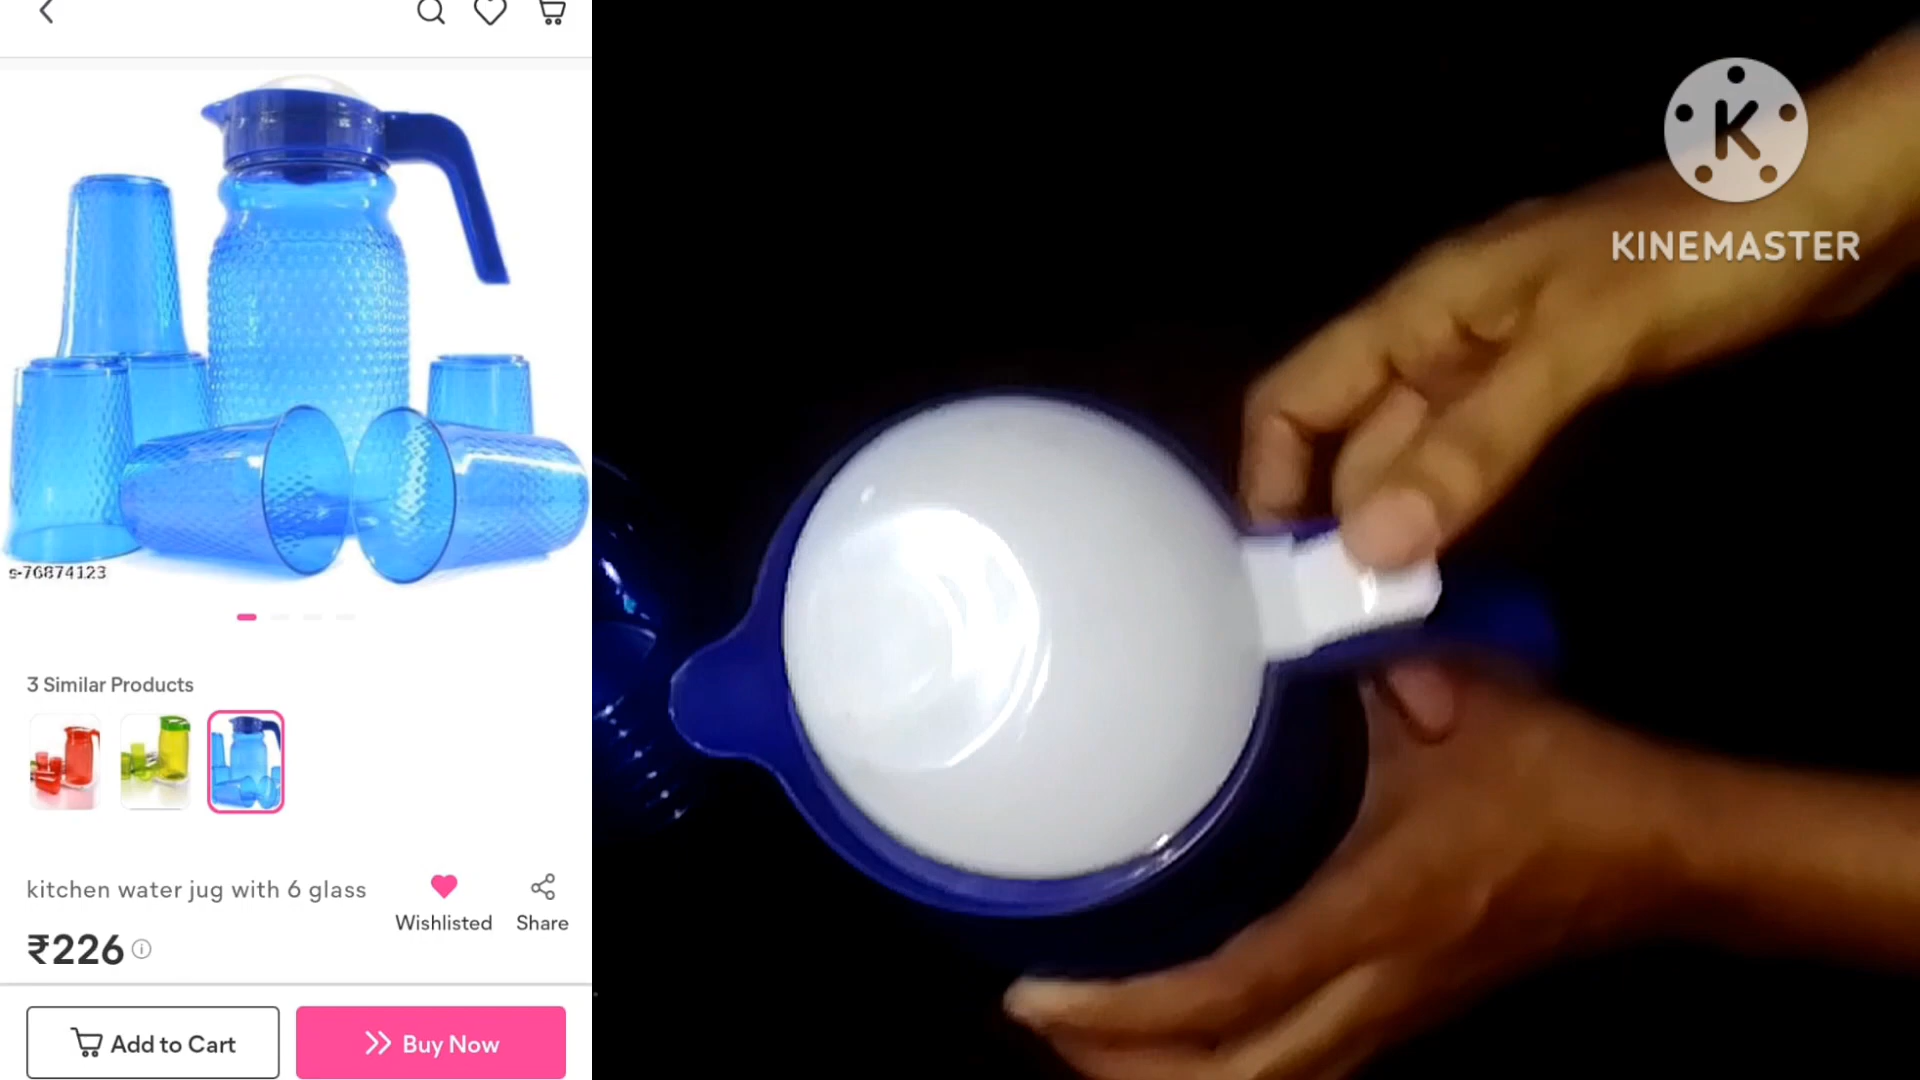 s-76874123
3 Similar Products
kitchen water jug with 6 glass
Wishlisted
Share
₹226
Add to Cart
Buy Now
K
KINEMASTER